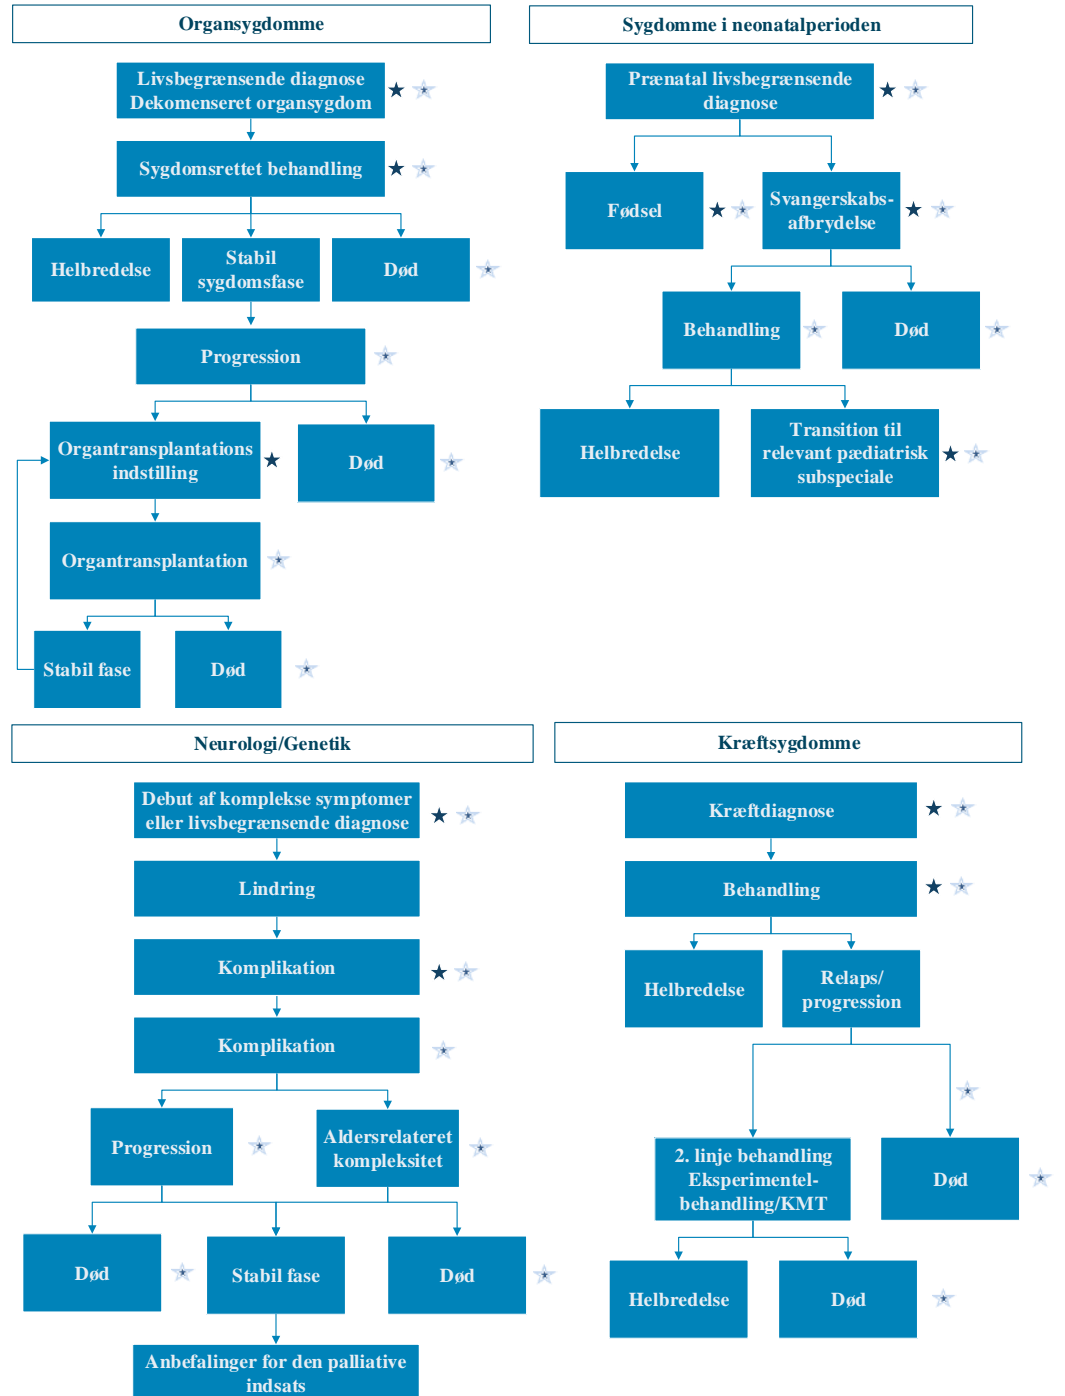 Organsygdomme
Livsbegrænsende diagnose
Dekomenseret organsygdom
Sygdomsrettet behandling
Helbredelse
Stabil
sygdomsfase
Død
Progression
Organtransplantations
indstilling
Død
Organtransplantation
Stabil fase
Død
Sygdomme i neonatalperioden
Prænatal livsbegrænsende
diagnose
Fødsel
Svangerskabs-
afbrydelse
Behandling
Død
Helbredelse
Transition til
relevant pædiatrisk
subspeciale
Neurologi/Genetik
Debut af komplekse symptomer
eller livsbegrænsende diagnose
Lindring
Komplikation
Komplikation
Progression
Aldersrelateret
kompleksitet
Død
Stabil fase
Død
Anbefalinger for den palliative
indsats
Kræftsygdomme
Kræftdiagnose
Behandling
Helbredelse
Relaps/
progression
2. linje behandling
Eksperimentel-
behandling/KMT
Død
Helbredelse
Død